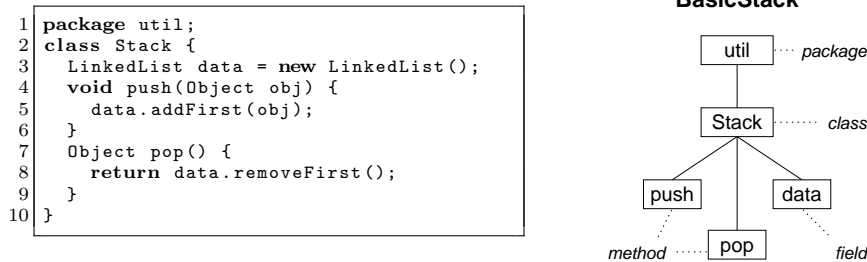 1 package util;
2 class Stack {
3 LinkedList data = new LinkedList();
4 void push(Object obj) {
5 data.addFirst(obj);
6 }
7 Object pop() {
8 return data.removeFirst();
9 }
10 }
BasicStack
util package
Stack class
push data
method pop field